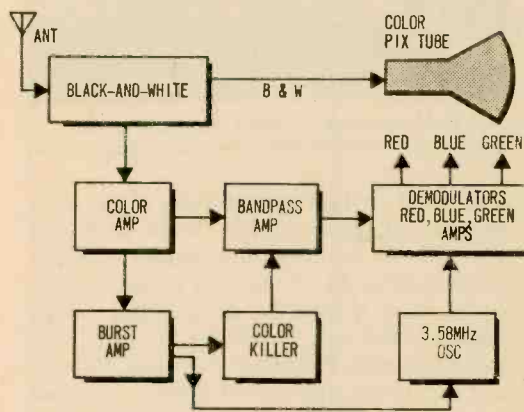 ANT
COLOR
PIX TUBE
BLACK-AND-WHITE
B & W
RED BLUE GREEN
COLOR
AMP
BANDPASS
AMP
DEMODULATORS
RED, BLUE, GREEN
AMPS
BURST
AMP
COLOR
KILLER
3.58MHz
OSC